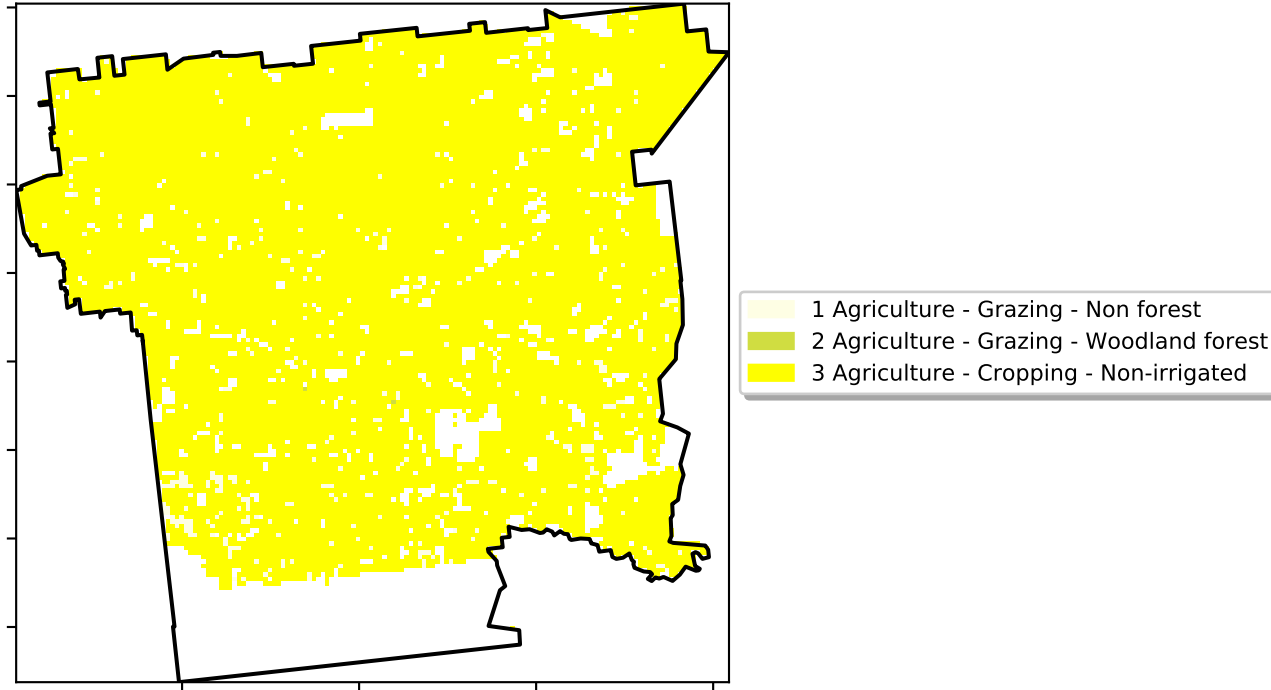 1 Agriculture - Grazing - Non forest
2 Agriculture - Grazing - Woodland forest
3 Agriculture - Cropping - Non-irrigated